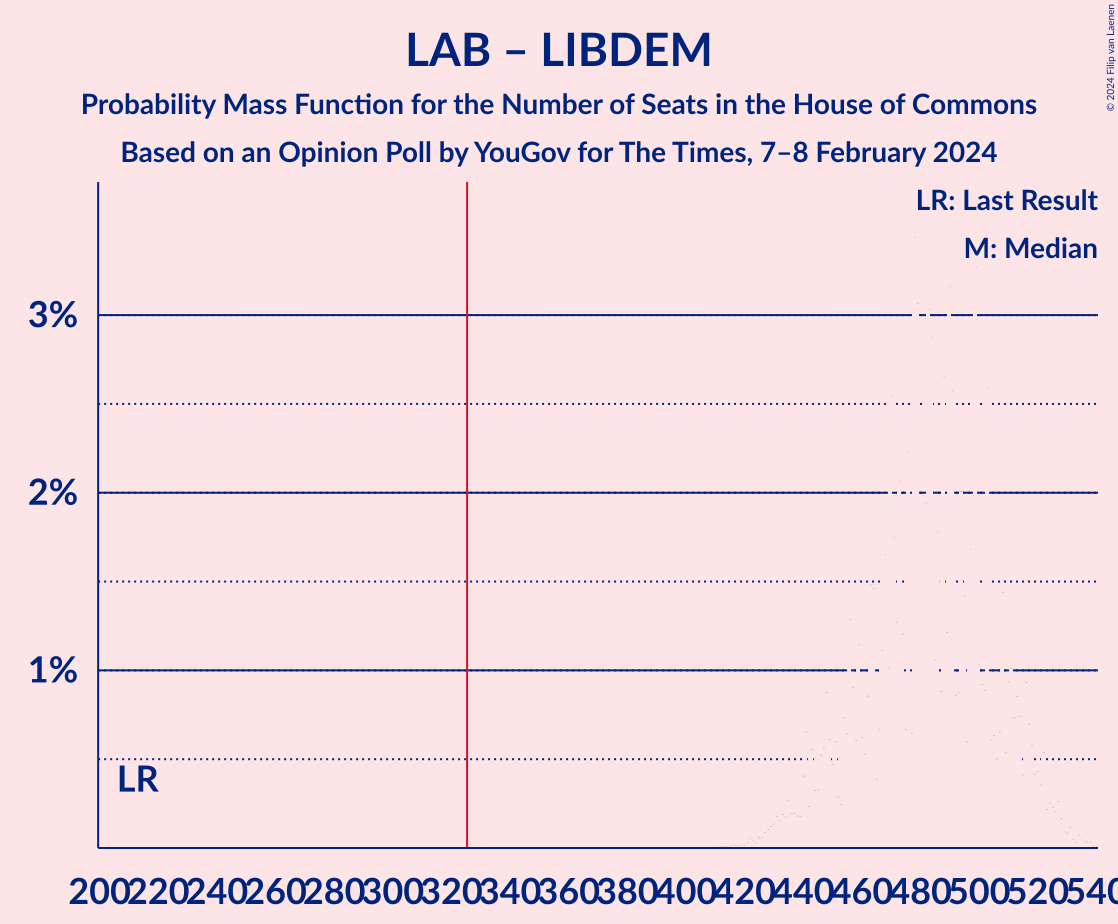 LAB – LIBDEM
Probability Mass Function for the Number of Seats in the House of Commons
Based on an Opinion Poll by YouGov for The Times, 7–8 February 2024
© 2024 Filip van Laenen
LR: Last Result
M: Median
3%
2%
1%
LR
200 220 240 260 280 300 320 340 360 380 400 420 440 460 480 500 520 540